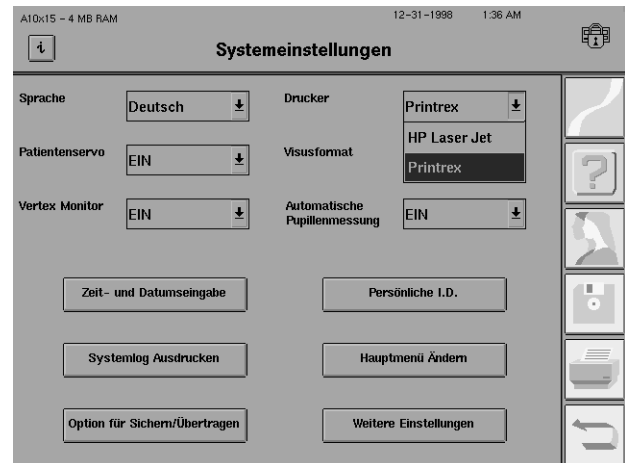 A10x15 – 4 MB RAM
12–31–1998 1:36 AM
i
Systemeinstellungen
Sprache
Deutsch
Drucker
Printrex
HP Laser Jet
Printrex
Patientenservo
EIN
Visusformat
Vertex Monitor
EIN
Automatische
Pupillenmessung
EIN
Zeit– und Datumseingabe
Persönliche I.D.
Systemlog Ausdrucken
Hauptmenü Ändern
Option für Sichern/Übertragen
Weitere Einstellungen